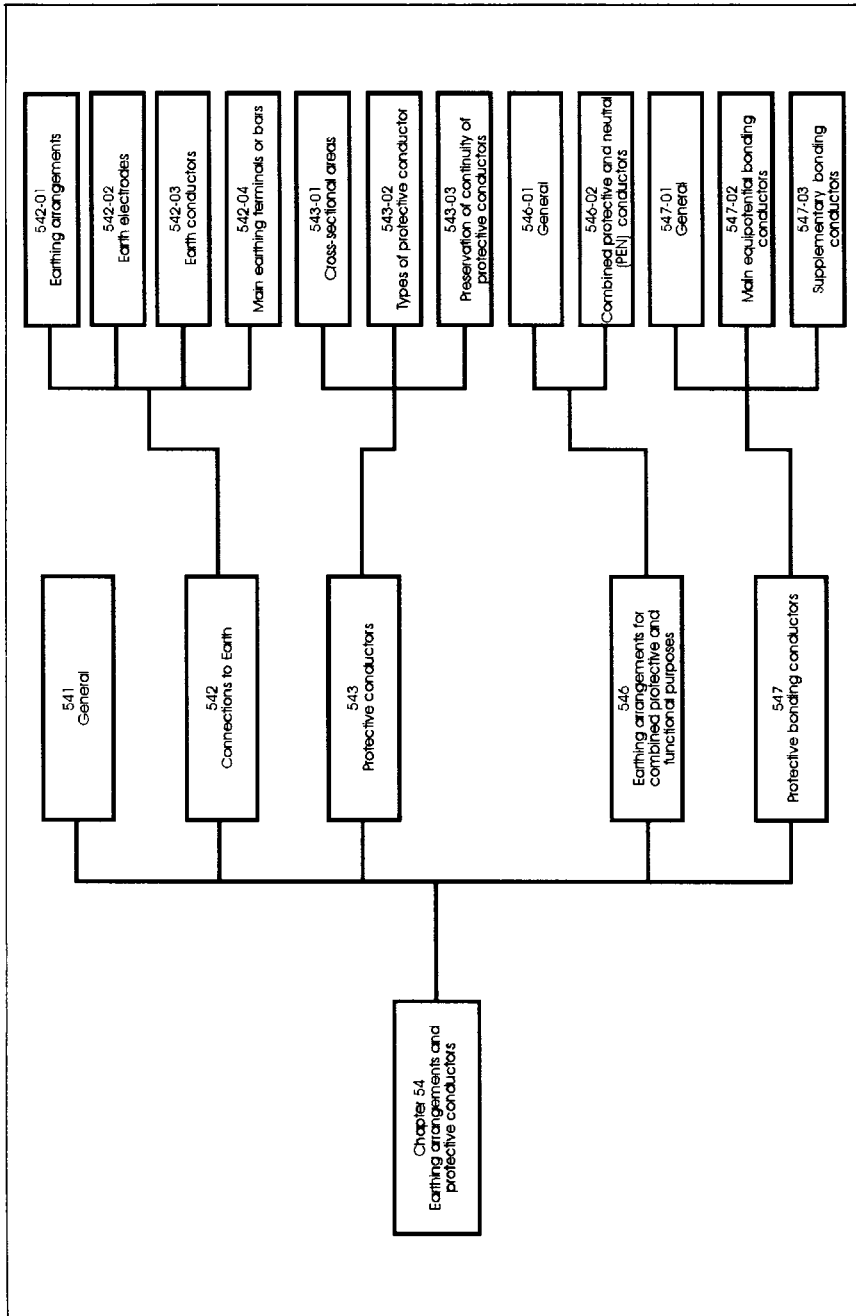 Chapter 54
Earthing arrangements and
protective conductors
541
General
542
Connections to Earth
543
Protective conductors
546
Earthing arrangements for
combined protective and
functional purposes
547
Protective bonding conductors
542-01
Earthing arrangements
542-02
Earth electrodes
542-03
Earth conductors
542-04
Main earthing terminals or bars
543-01
Cross-sectional areas
543-02
Types of protective conductor
543-03
Preservation of continuity of
protective conductors
546-01
General
546-02
Combined protective and neutral
(PEN) conductors
547-01
General
547-02
Main equipotential bonding
conductors
547-03
Supplementary bonding
conductors